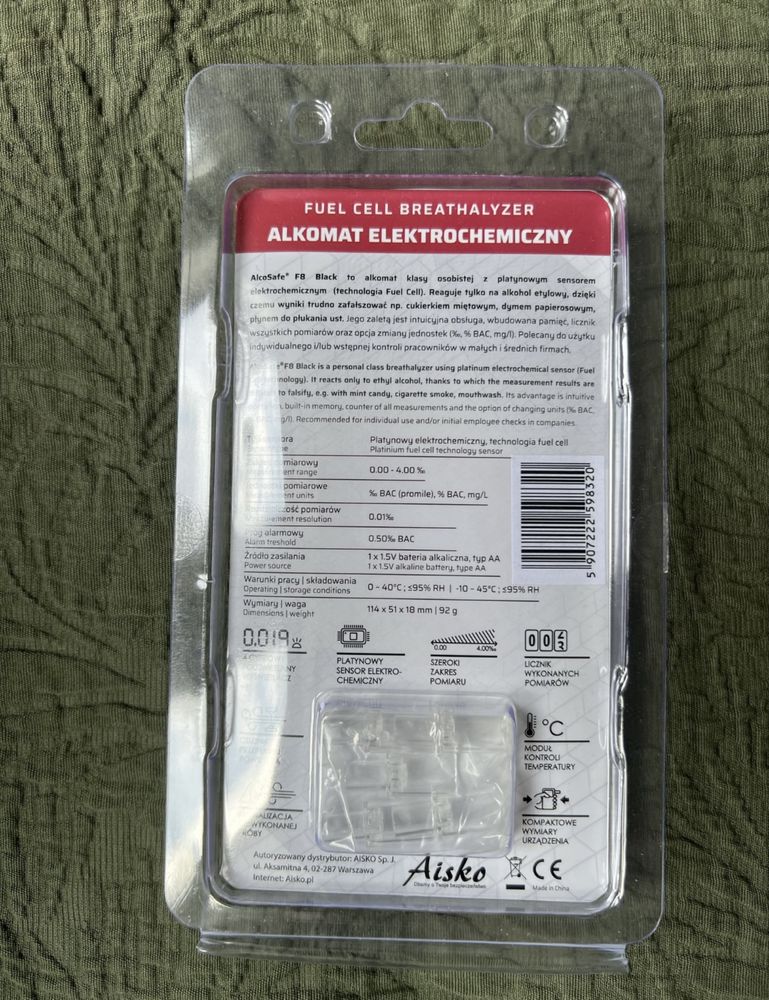 FUEL CELL BREATHALYZER
ALKOMAT ELEKTROCHEMICZNY
AlcoSafe® F8 Black to alkomat klasy osobistej z platynowym sensorem
elektrochemicznym (technologia Fuel Cell). Reaguje tylko na alkohol etylowy, dzięki
czemu wyniki trudno zafałszować np. cukierkiem miętowym, dymem papierosowym,
płynem do płukania ust. Jego zaletą jest intuicyjna obsługa, wbudowana pamięć, licznik
wszystkich pomiarów oraz opcja zmiany jednostek (‰, % BAC, mg/l). Polecany do użytku
indywidualnego i/lub wstępnej kontroli pracowników w małych i średnich firmach.
AlcoSafe® F8 Black is a personal class breathalyzer using platinum electrochemical sensor (Fuel
technology). It reacts only to ethyl alcohol, thanks to which the measurement results are
to falsify, e.g. with mint candy, cigarette smoke, mouthwash. Its advantage is intuitive
built-in memory, counter of all measurements and the option of changing units (‰ BAC,
BAC, mg/l). Recommended for individual use and/or initial employee checks in companies.
Platynowy elektrochemiczny, technologia fuel cell
Platinium fuel cell technology sensor
pomiarowy
range
0.00 - 4.00 ‰
pomiarowe
units
‰ BAC (promile), % BAC, mg/L
pomiarów
resolution
0.01‰
alarmowy
Alarm treshold
0.50‰ BAC
Źródło zasilania
Power source
1 x 1.5V bateria alkaliczna, typ AA
1 x 1.5V alkaline battery, type AA
Warunki pracy | składowania
Operating | storage conditions
0 ~ 40°C ; ≤95% RH | -10 ~ 45°C ; ≤95% RH
Wymiary | waga
Dimensions | weight
114 x 51 x 18 mm | 92 g
5 907222 598320
0.019
PLATYNOWY
SENSOR ELEKTRO-
CHEMICZNY
0.00 4.00‰
SZEROKI
ZAKRES
POMIARU
LICZNIK
WYKONANYCH
POMIARÓW
°C
MODUŁ
KONTROLI
TEMPERATURY
WYKONANEJ
KOMPAKTOWE
WYMIARY
URZĄDZENIA
Autoryzowany dystrybutor: AISKO Sp. J.
ul. Aksamitna 4, 02-287 Warszawa
Internet: Aisko.pl
Aisko
Dbamy o Twoje bezpieczeństwo
CE
Made in China